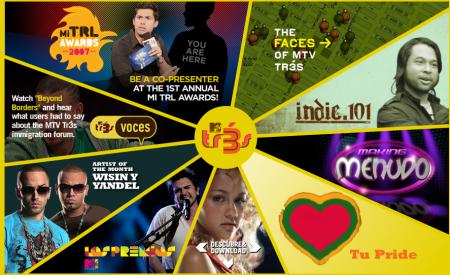 Mi TRL
AWARDS
2007
YOU ARE
HERE
BE A CO-PRESENTER
AT THE 1ST ANNUAL
MI TRL AWARDS!
THE
FACES →
OF MTV
TR3S
indie.101
Watch "Beyond
Borders" and hear
what users had to say
about the MTV Tr3s
immigration forum.
tr3s VOCES
MTV
tr3s
MAKING
MENUDO
ARTIST OF
THE MONTH
WISIN Y
YANDEL
LOSPREMIOS
MTV
DESCUBRE&
DOWNLOAD
Tu Pride